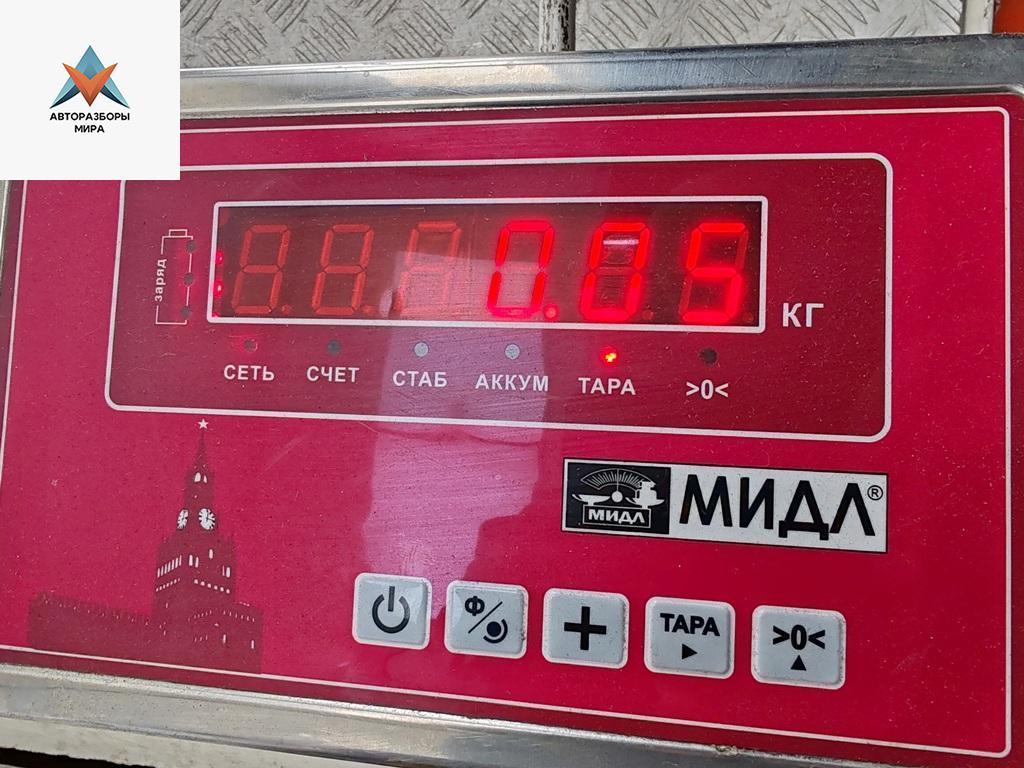 АВТОРАЗБОРЫ
МИРА
заряд
0.05
КГ
СЕТЬ СЧЕТ СТАБ АККУМ ТАРА >0<
МИДЛ
МИДЛ®
Ф
ТАРА
>0<